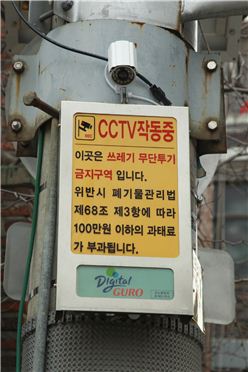 CCTV작동중
이곳은 쓰레기 무단투기
금지구역 입니다.
위반시 폐기물관리법
제68조 제3항에 따라
100만원 이하의 과태료
가 부과됩니다.
Digital
GURO